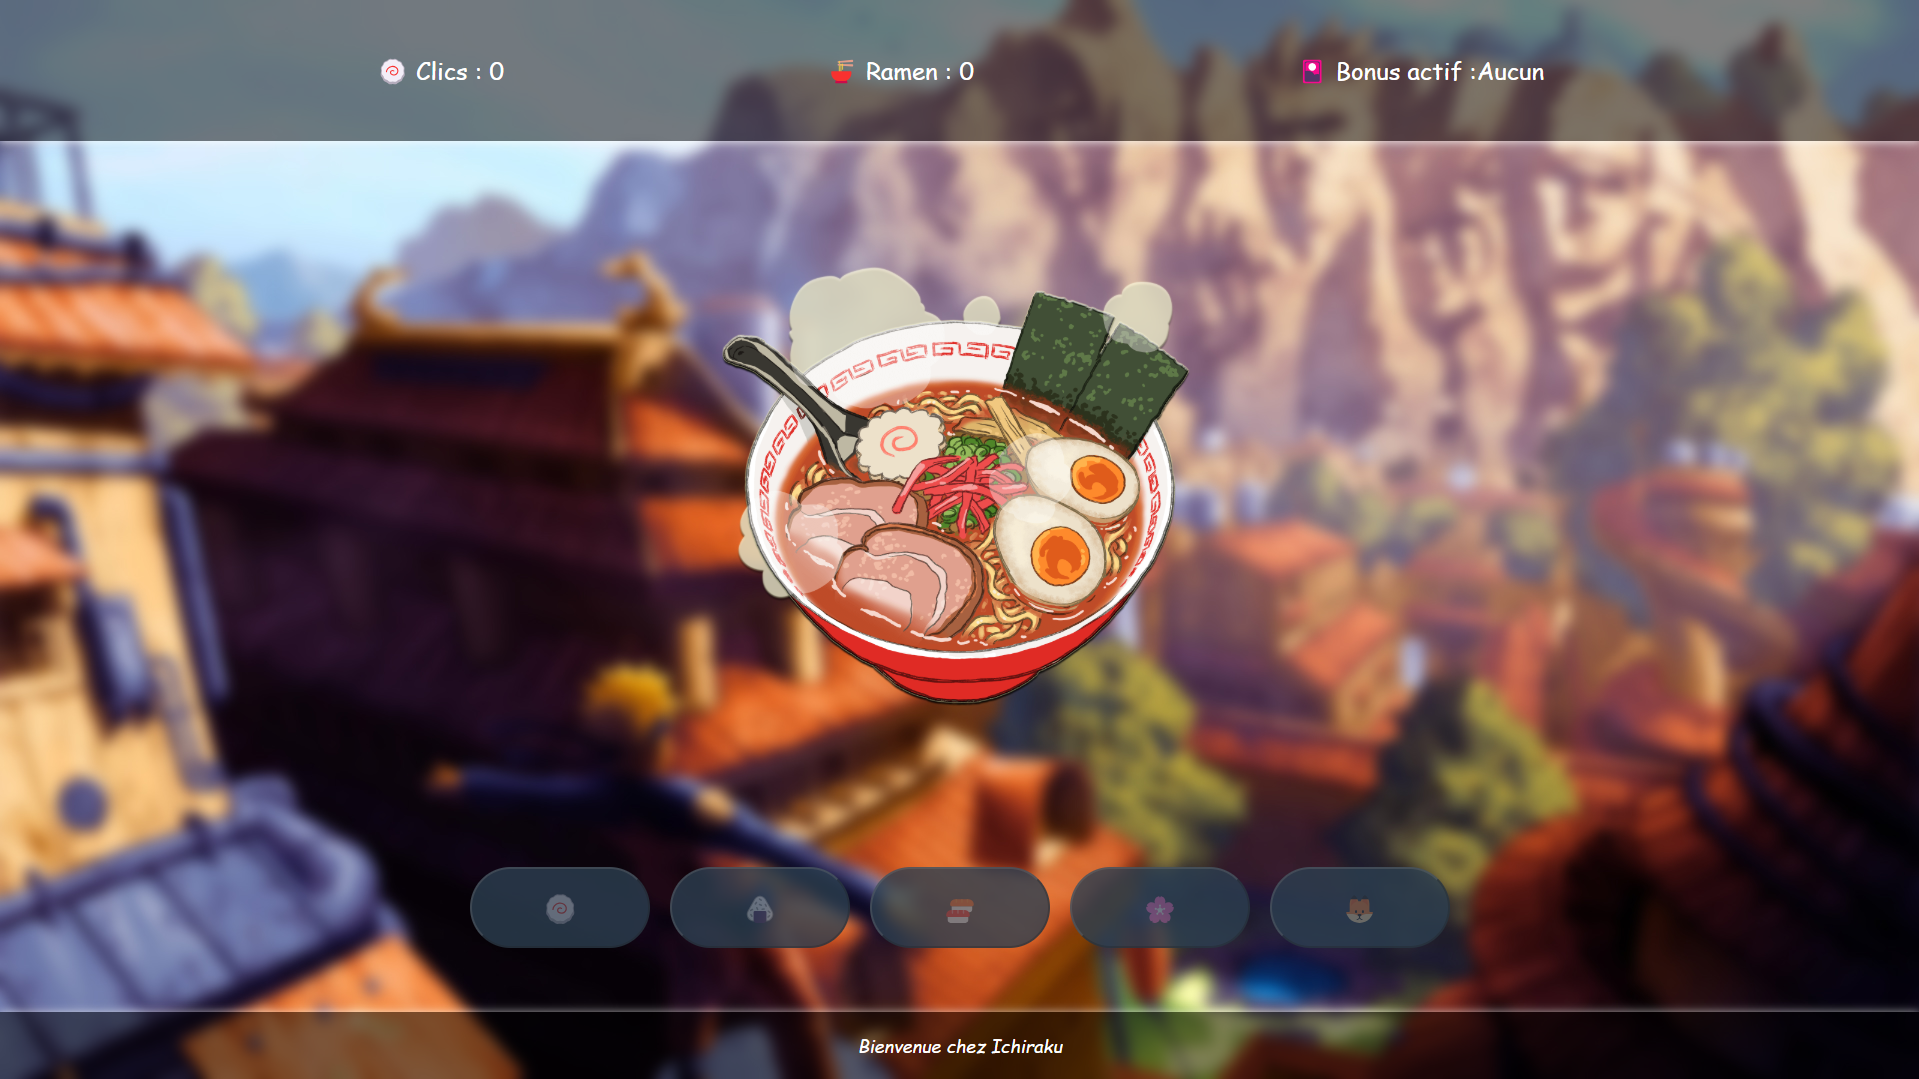 Clics : 0
Ramen : 0
Bonus actif :Aucun
Bienvenue chez Ichiraku